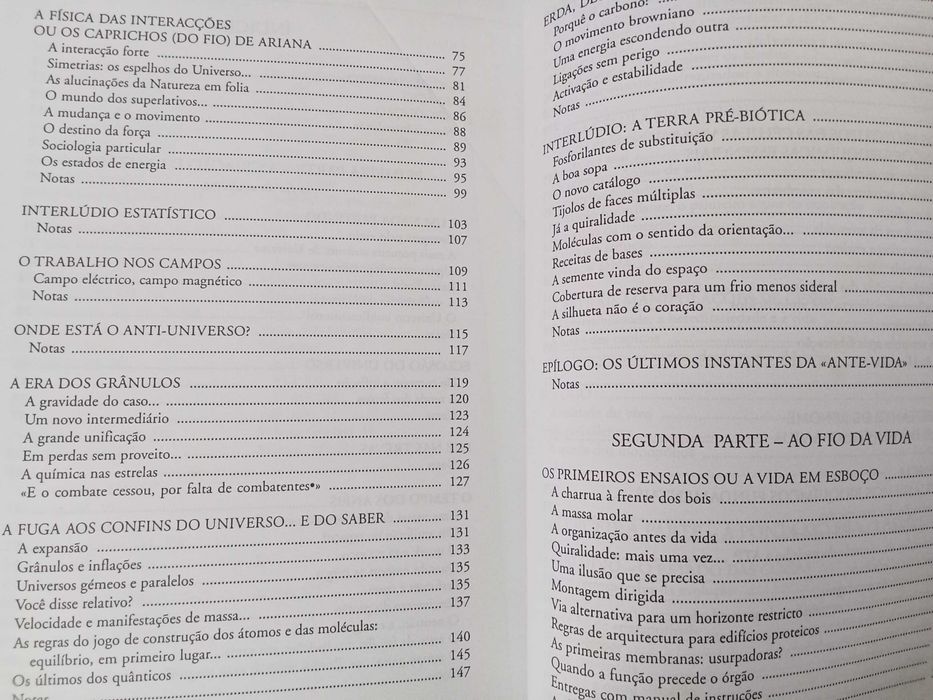 A FÍSICA DAS INTERACÇÕES
OU OS CAPRICHOS (DO FIO) DE ARIANA ........ 75
A interacção forte ........ 77
Simetrias: os espelhos do Universo... ........ 81
As alucinações da Natureza em folia ........ 84
O mundo dos superlativos... ........ 86
A mudança e o movimento ........ 88
O destino da força ........ 89
Sociologia particular ........ 93
Os estados de energia ........ 95
Notas ........ 99
INTERLÚDIO ESTATÍSTICO ........ 103
Notas ........ 107
O TRABALHO NOS CAMPOS ........ 109
Campo eléctrico, campo magnético ........ 111
Notas ........ 113
ONDE ESTÁ O ANTI-UNIVERSO? ........ 115
Notas ........ 117
A ERA DOS GRÂNULOS ........ 119
A gravidade do caso... ........ 120
Um novo intermediário ........ 123
A grande unificação ........ 124
Em perdas sem proveito... ........ 125
A química nas estrelas ........ 126
«E o combate cessou, por falta de combatentes•» ........ 127
A FUGA AOS CONFINS DO UNIVERSO... E DO SABER ........ 131
A expansão ........ 131
Grânulos e inflações ........ 133
Universos gémeos e paralelos ........ 135
Você disse relativo? ........ 135
Velocidade e manifestações de massa... ........ 137
As regras do jogo de construção dos átomos e das moléculas:
equilíbrio, em primeiro lugar... ........ 140
Os últimos dos quânticos ........ 145
Notas ........ 147
Porquê o carbono?
O movimento browniano ........
Uma energia escondendo outra ........
Ligações sem perigo ........
Activação e estabilidade ........
Notas ........
INTERLÚDIO: A TERRA PRÉ-BIÓTICA ........
Fosforilantes de substituição ........
A boa sopa ........
O novo catálogo ........
Tijolos de faces múltiplas ........
Já a quiralidade ........
Moléculas com o sentido da orientação... ........
Receitas de bases ........
A semente vinda do espaço ........
Cobertura de reserva para um frio menos sideral ........
A silhueta não é o coração ........
Notas ........
EPÍLOGO: OS ÚLTIMOS INSTANTES DA «ANTE-VIDA» ........
Notas ........
SEGUNDA PARTE – AO FIO DA VIDA
OS PRIMEIROS ENSAIOS OU A VIDA EM ESBOÇO ........
A charrua à frente dos bois ........
A massa molar ........
A organização antes da vida ........
Quiralidade: mais uma vez... ........
Uma ilusão que se precisa ........
Montagem dirigida ........
Via alternativa para um horizonte restricto ........
Regras de arquitectura para edifícios proteicos ........
As primeiras membranas: usurpadoras? ........
Quando a função precede o órgão ........
Entregas com manual de instruções ........